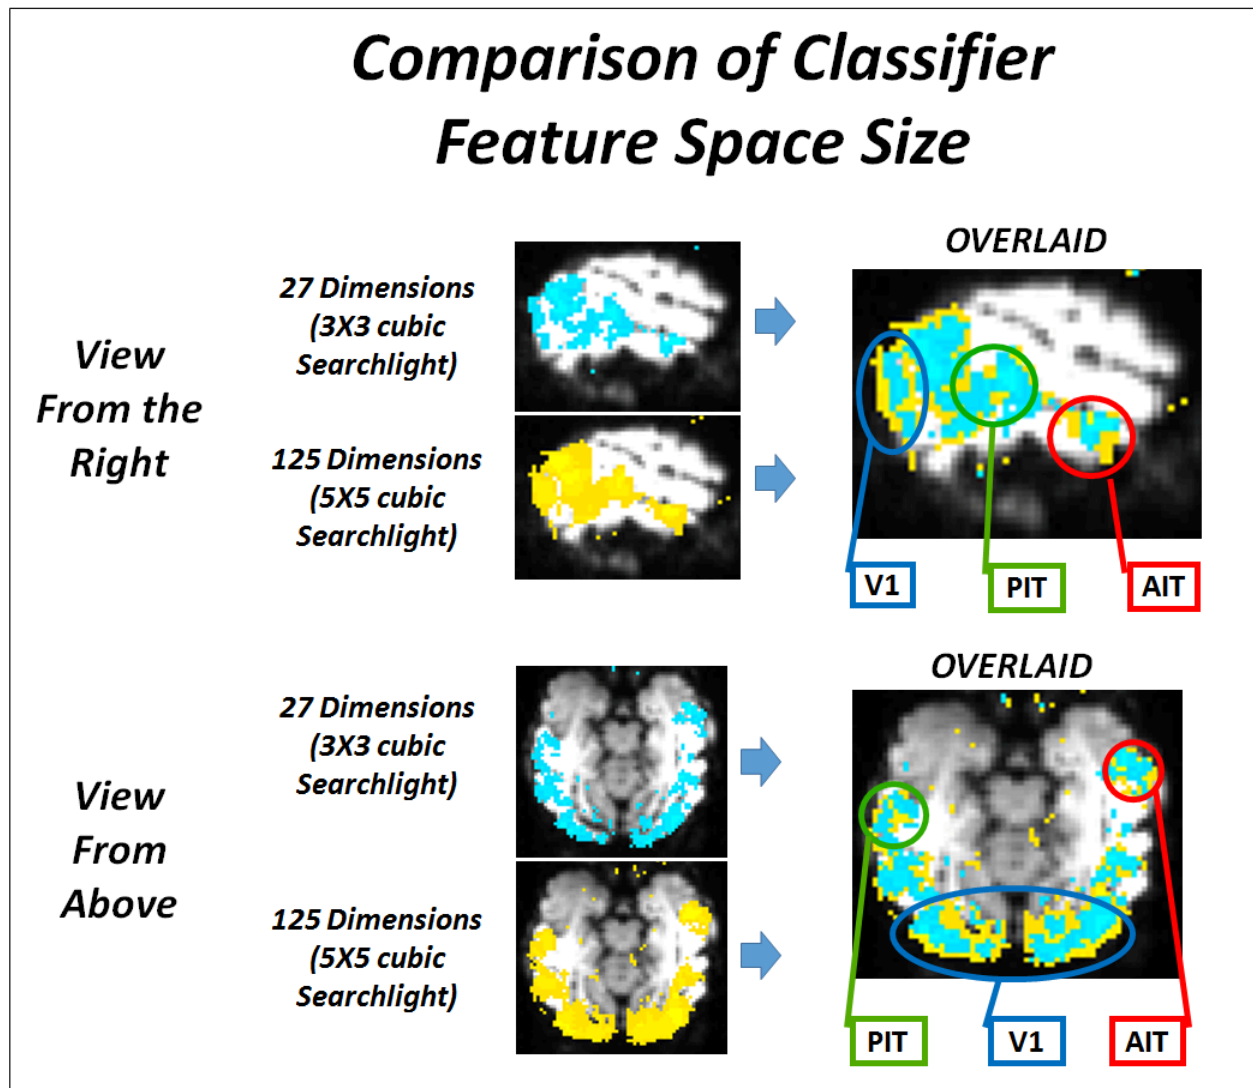 Comparison of Classifier
Feature Space Size
View
From the
Right
27 Dimensions
(3X3 cubic
Searchlight)
125 Dimensions
(5X5 cubic
Searchlight)
OVERLAID
V1
PIT
AIT
View
From
Above
27 Dimensions
(3X3 cubic
Searchlight)
125 Dimensions
(5X5 cubic
Searchlight)
OVERLAID
PIT
V1
AIT